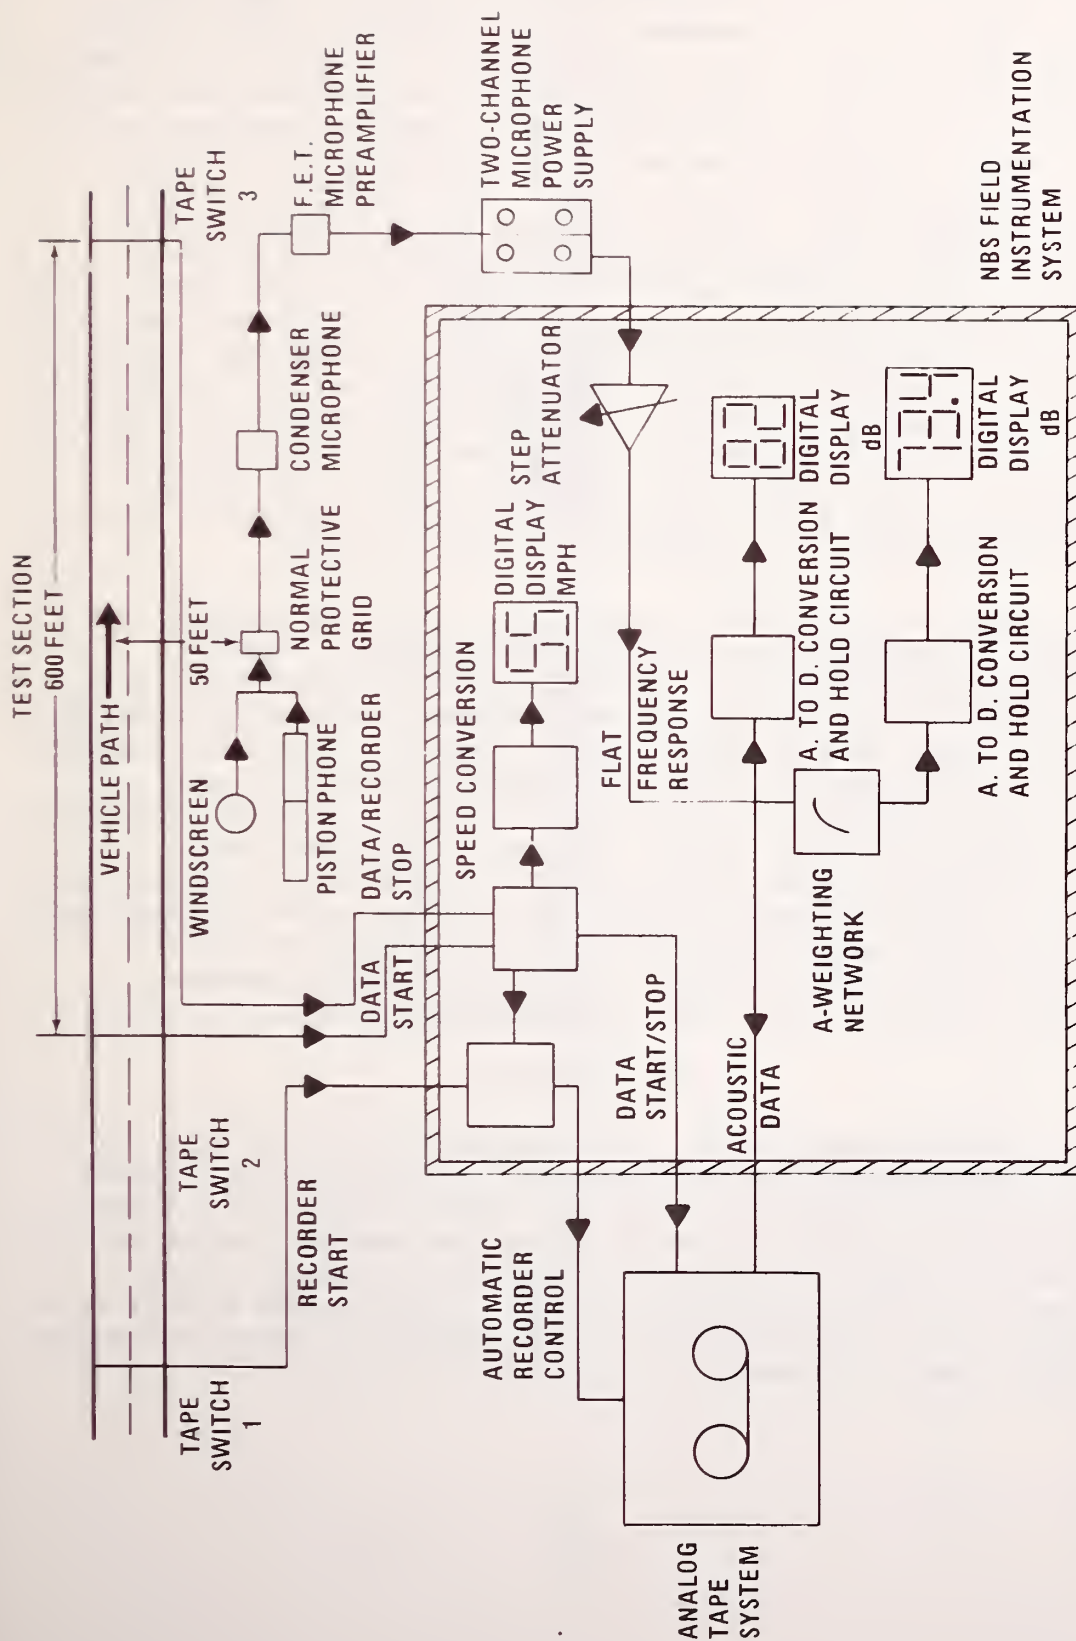 TEST SECTION
600 FEET
VEHICLE PATH
TAPE
SWITCH
1
TAPE
SWITCH
2
TAPE
SWITCH
3
50 FEET
WINDSCREEN
PISTON PHONE
NORMAL
PROTECTIVE
GRID
CONDENSER
MICROPHONE
F.E.T.
MICROPHONE
PREAMPLIFIER
RECORDER
START
DATA
START
DATA/RECORDER
STOP
TWO-CHANNEL
MICROPHONE
POWER
SUPPLY
SPEED CONVERSION
DIGITAL
DISPLAY
MPH
STEP
ATTENUATOR
AUTOMATIC
RECORDER
CONTROL
DATA
START/STOP
FLAT
FREQUENCY
RESPONSE
ACOUSTIC
DATA
A. TO D. CONVERSION
AND HOLD CIRCUIT
DIGITAL
DISPLAY
dB
A-WEIGHTING
NETWORK
A. TO D. CONVERSION
AND HOLD CIRCUIT
DIGITAL
DISPLAY
dB
ANALOG
TAPE
SYSTEM
NBS FIELD
INSTRUMENTATION
SYSTEM